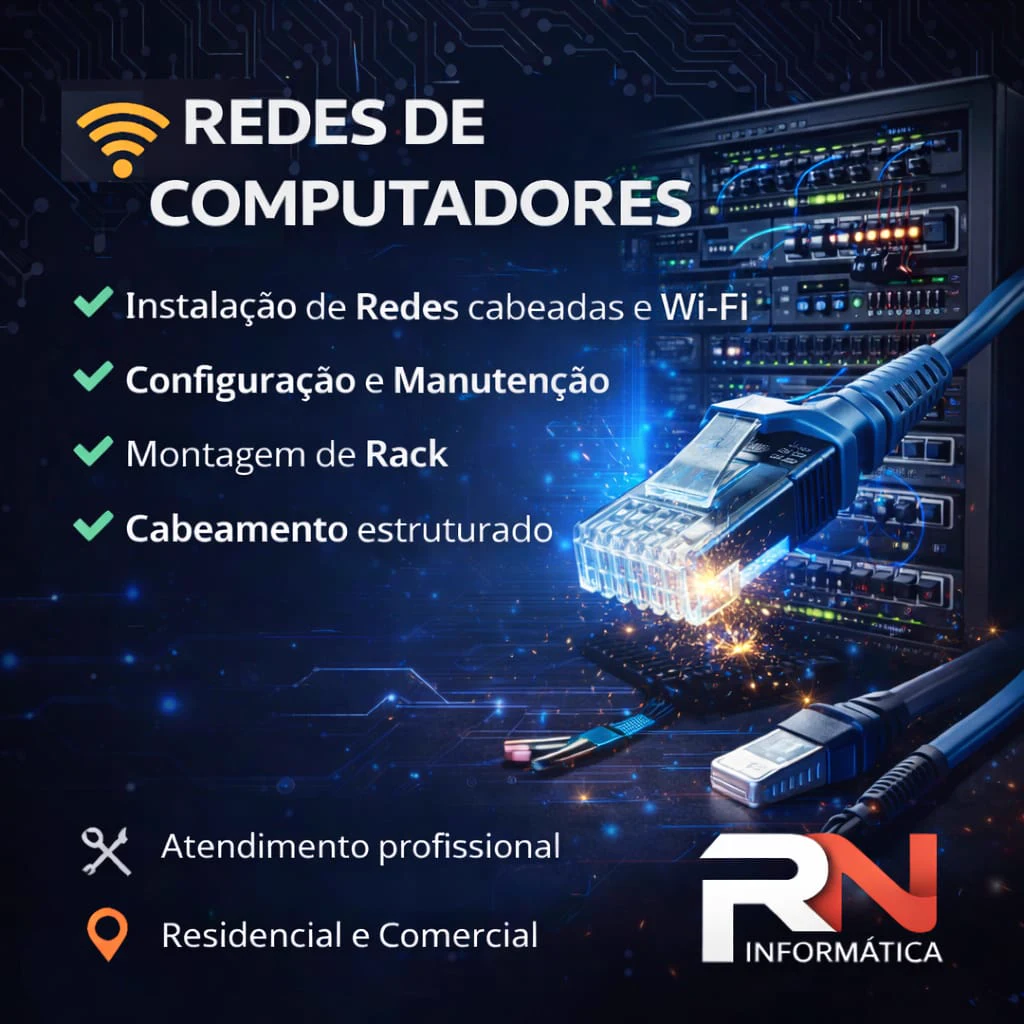 REDES DE
COMPUTADORES
Instalação de Redes cabeadas e Wi-Fi
Configuração e Manutenção
Montagem de Rack
Cabeamento estruturado
Atendimento profissional
Residencial e Comercial
RN
INFORMÁTICA